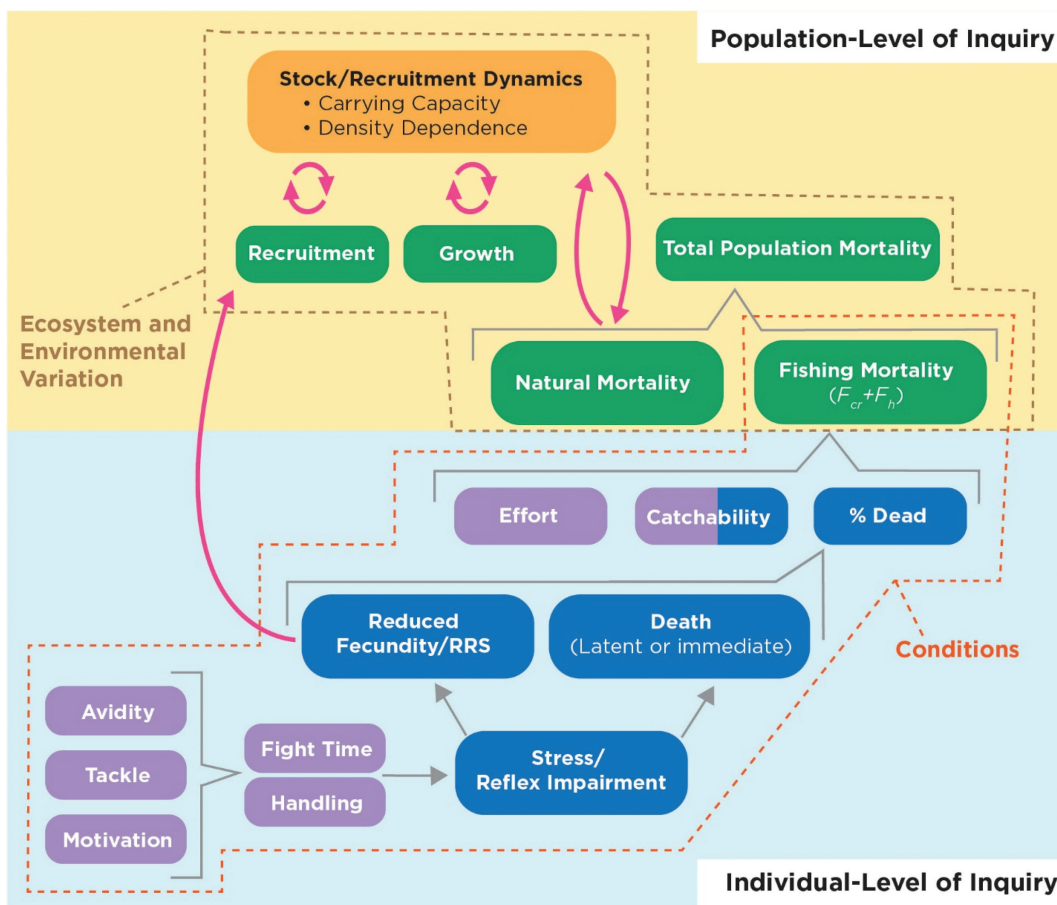 Population-Level of Inquiry
Stock/Recruitment Dynamics
• Carrying Capacity
• Density Dependence
Recruitment
Growth
Total Population Mortality
Ecosystem and
Environmental
Variation
Natural Mortality
Fishing Mortality
(Fcr+Fh)
Effort
Catchability
% Dead
Reduced
Fecundity/RRS
Death
(Latent or immediate)
Conditions
Avidity
Tackle
Motivation
Fight Time
Handling
Stress/
Reflex Impairment
Individual-Level of Inquiry